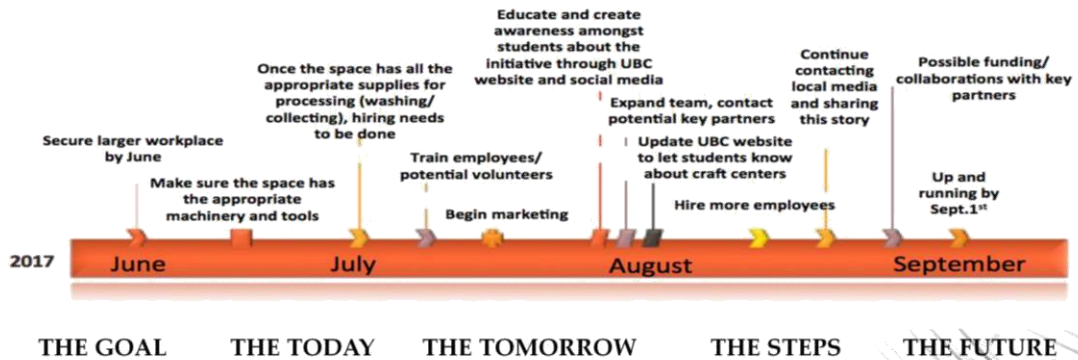 Educate and create
awareness amongst
students about the
initiative through UBC
website and social media
Once the space has all the
appropriate supplies for
processing (washing/
collecting), hiring needs
to be done
Continue
contacting
local media
and sharing
this story
Possible funding/
collaborations with key
partners
Expand team, contact
potential key partners
Secure larger workplace
by June
Update UBC website
to let students know
about craft centers
Train employees/
potential volunteers
Make sure the space has
the appropriate
machinery and tools
Up and
running by
Sept.1st
Begin marketing
Hire more employees
2017
June
July
August
September
THE GOAL
THE TODAY
THE TOMORROW
THE STEPS
THE FUTURE